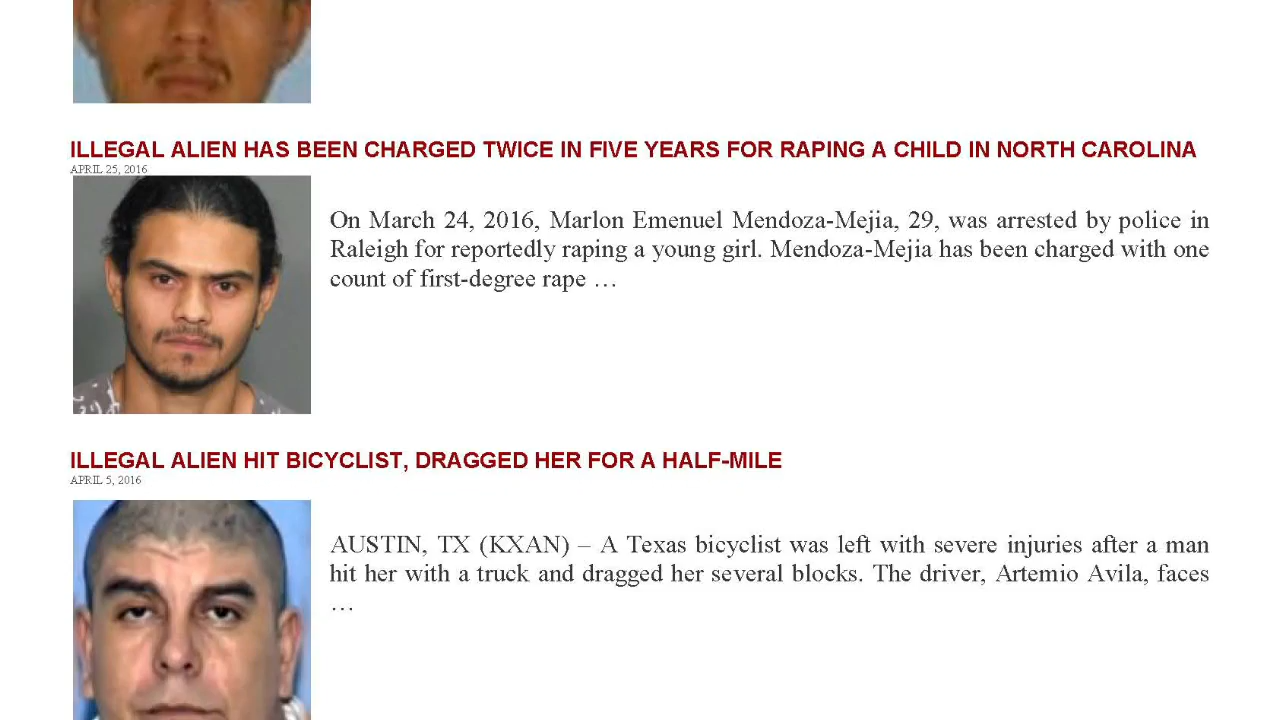 ILLEGAL ALIEN HAS BEEN CHARGED TWICE IN FIVE YEARS FOR RAPING A CHILD IN NORTH CAROLINA
APRIL 25, 2016
On March 24, 2016, Marlon Emenuel Mendoza-Mejia, 29, was arrested by police in
Raleigh for reportedly raping a young girl. Mendoza-Mejia has been charged with one
count of first-degree rape …
ILLEGAL ALIEN HIT BICYCLIST, DRAGGED HER FOR A HALF-MILE
APRIL 5, 2016
AUSTIN, TX (KXAN) – A Texas bicyclist was left with severe injuries after a man
hit her with a truck and dragged her several blocks. The driver, Artemio Avila, faces
…